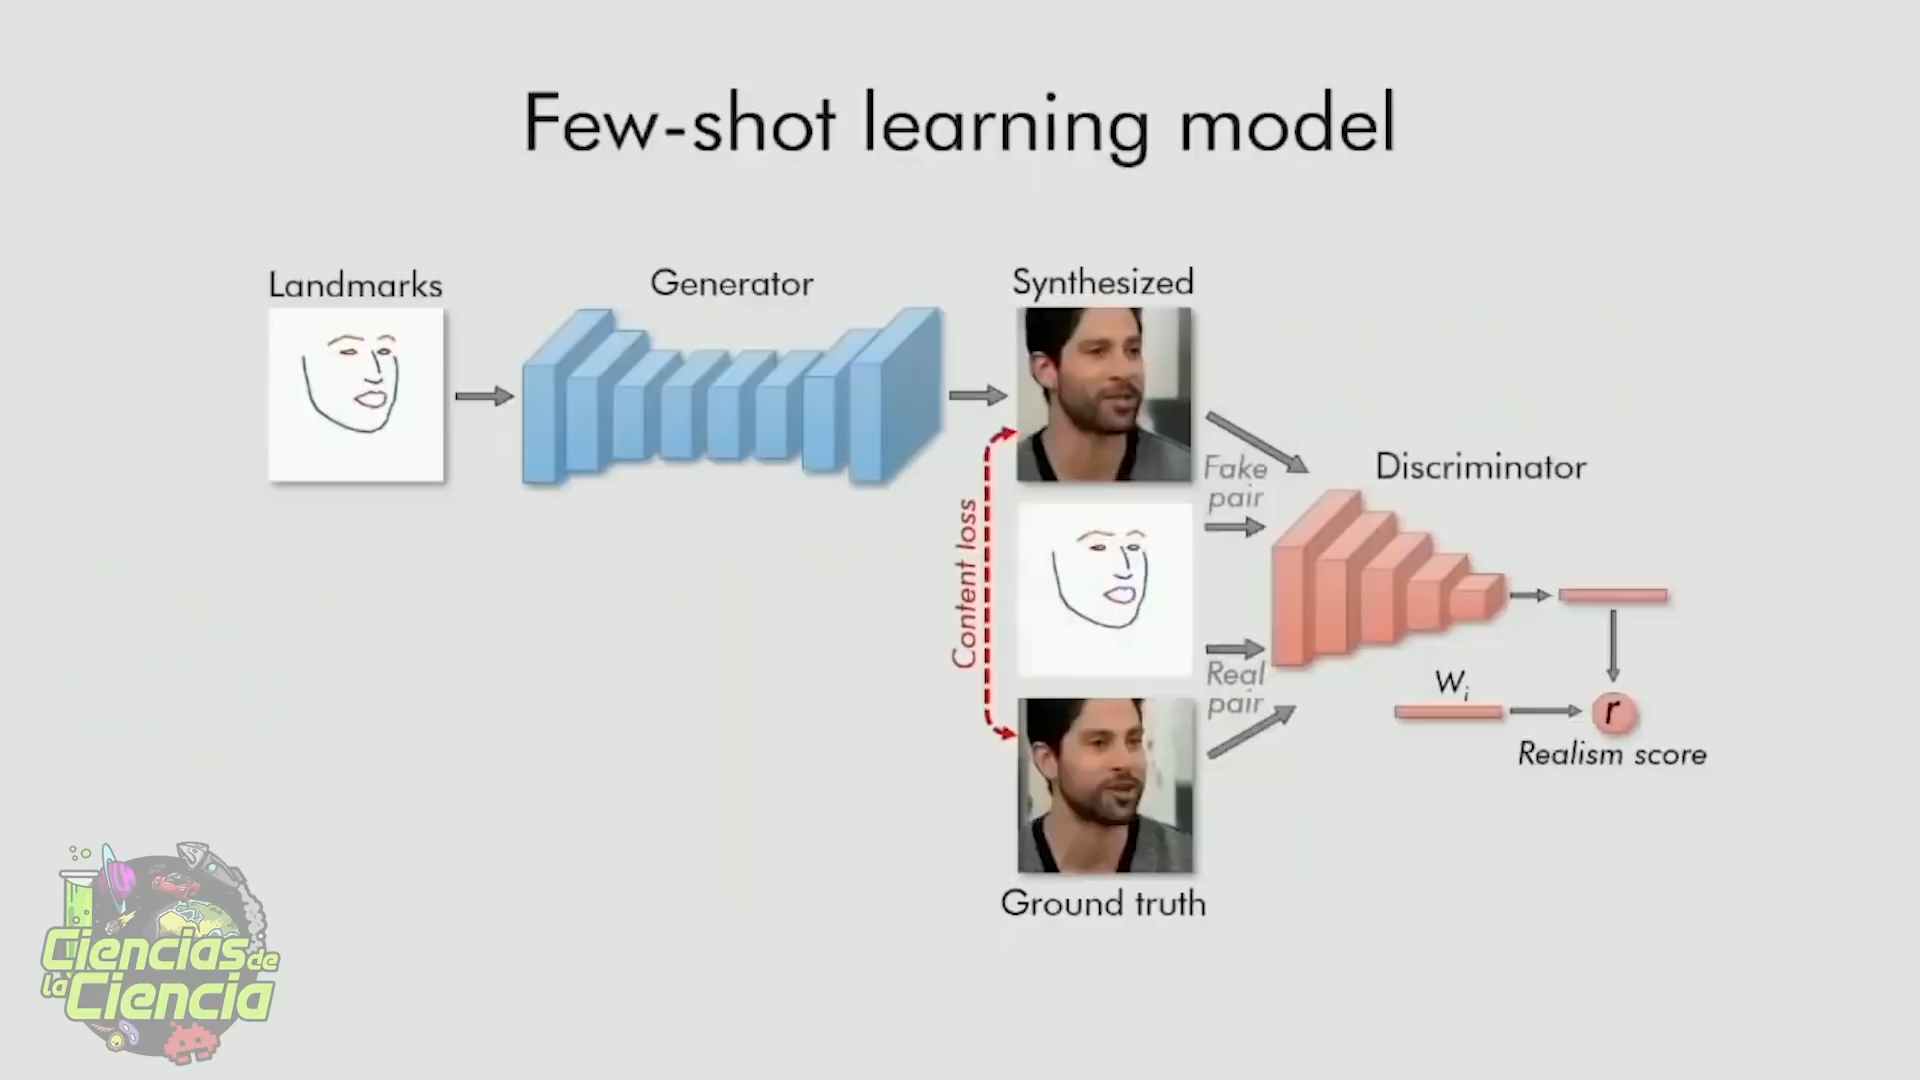 Few-shot learning model
Landmarks
Generator
Synthesized
Fake
pair
Discriminator
Content loss
Real
pair
Wi
r
Realism score
Ground truth
Ciencias de
la Ciencia